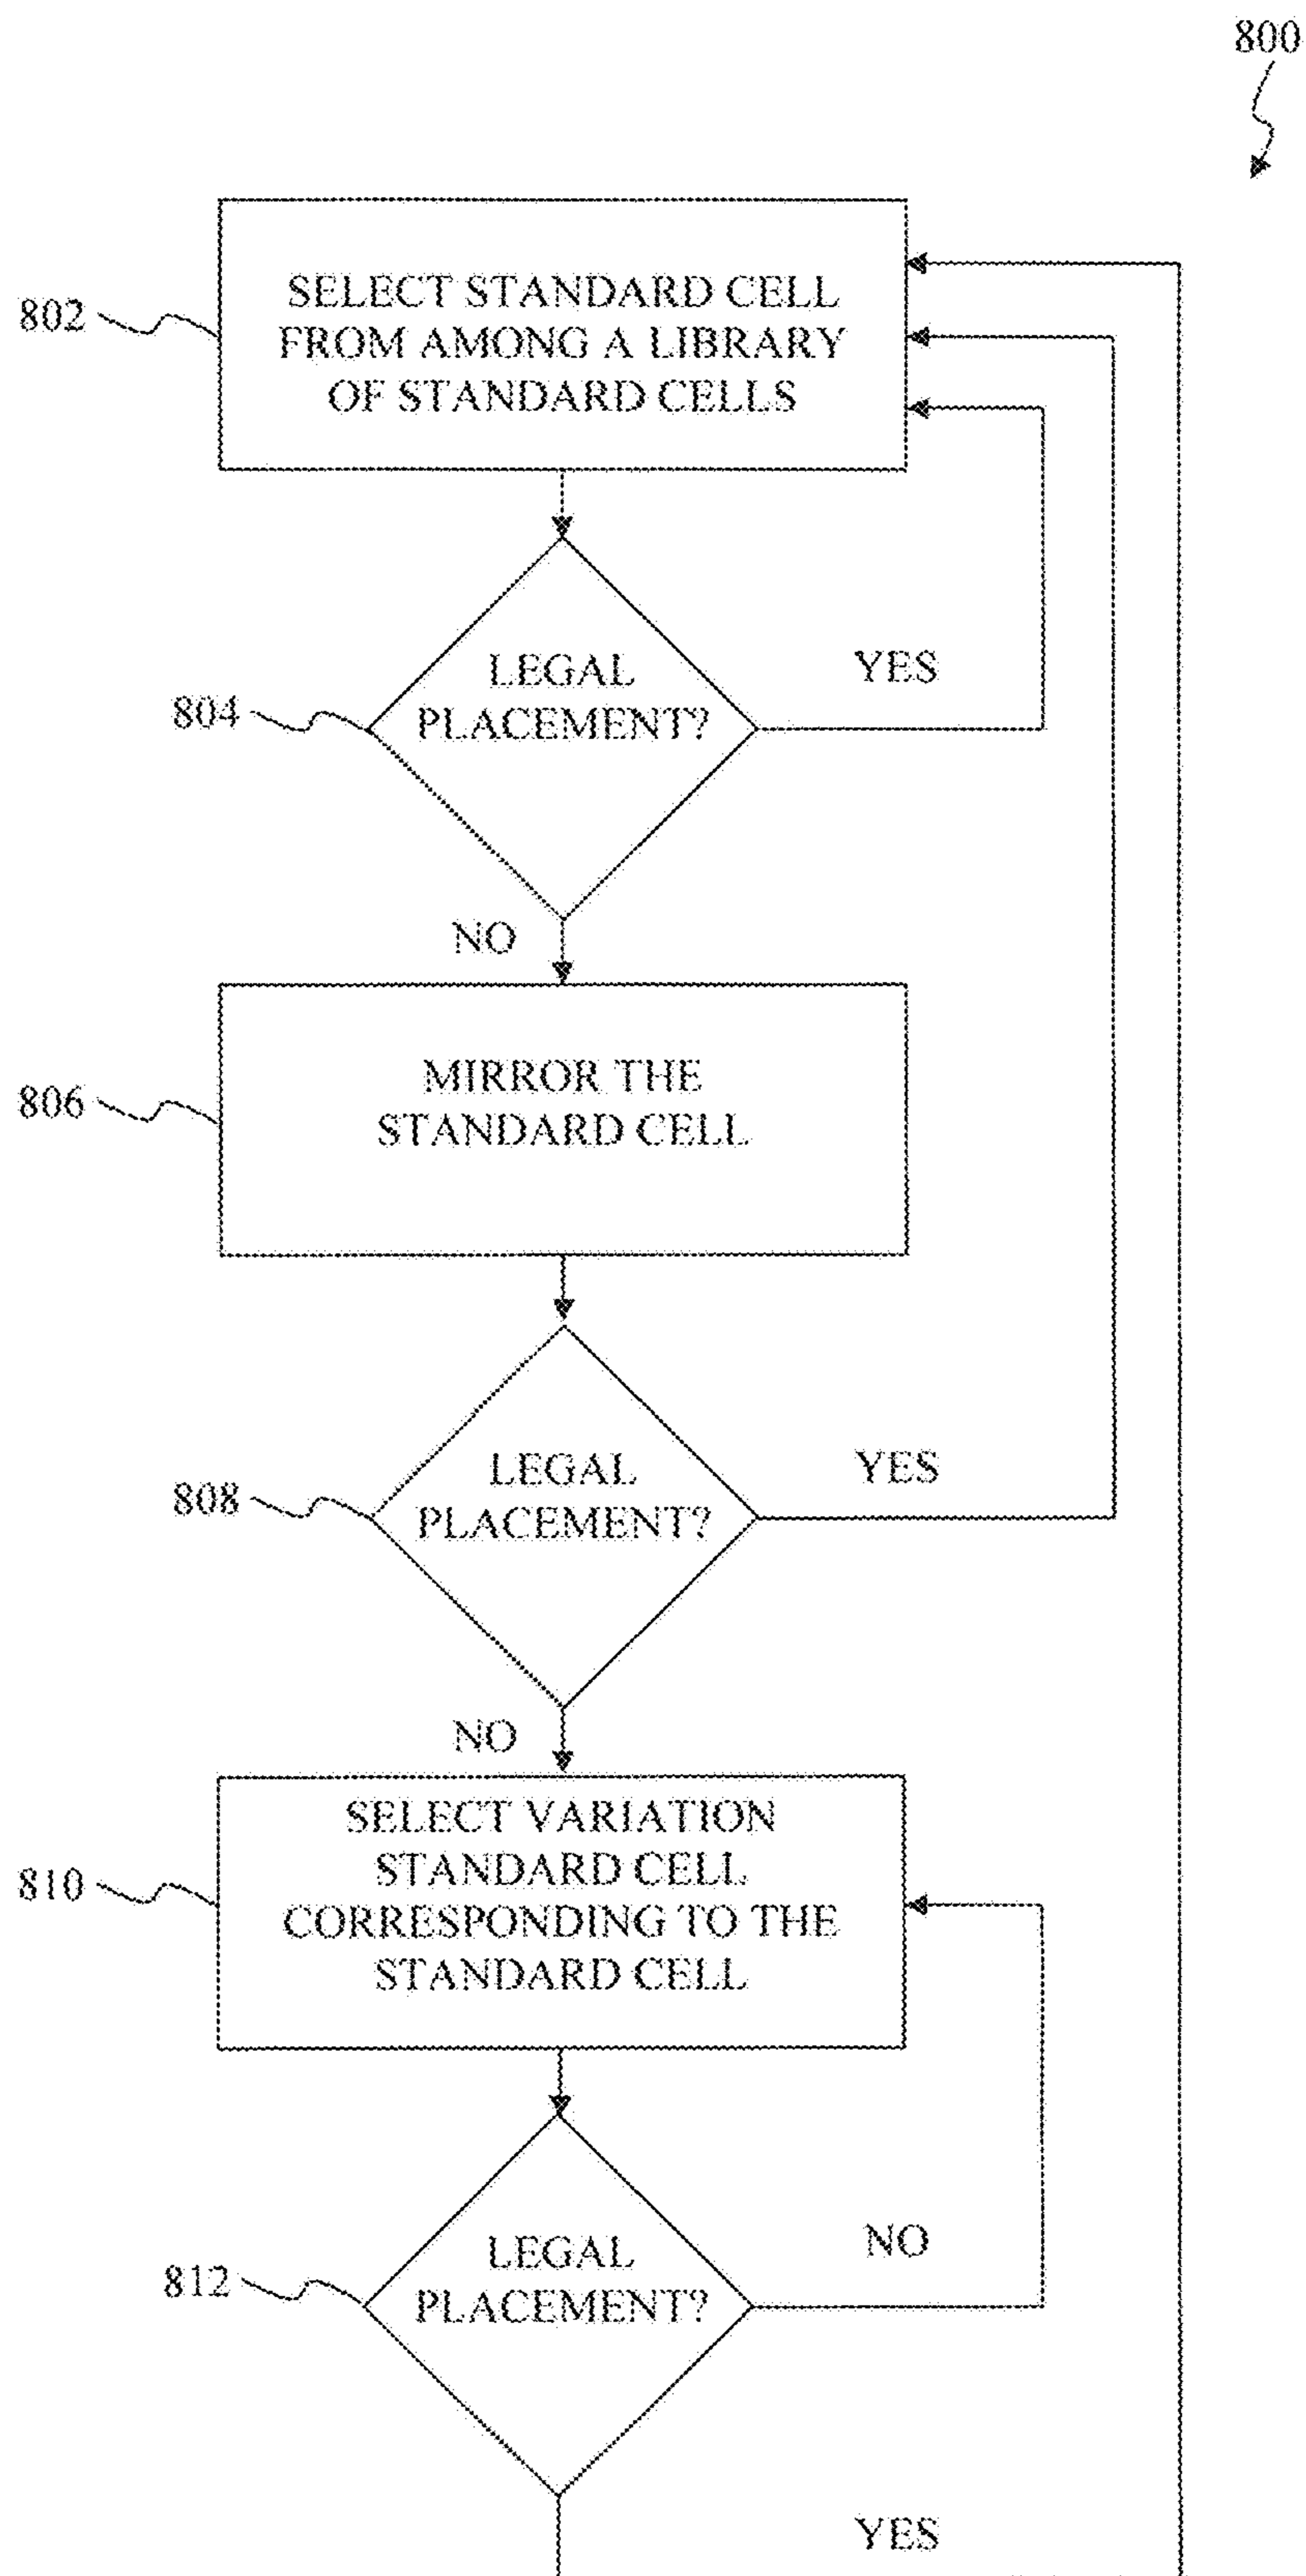 800
802
SELECT STANDARD CELL
FROM AMONG A LIBRARY
OF STANDARD CELLS
804
LEGAL
PLACEMENT?
YES
NO
806
MIRROR THE
STANDARD CELL
808
LEGAL
PLACEMENT?
YES
NO
810
SELECT VARIATION
STANDARD CELL
CORRESPONDING TO THE
STANDARD CELL
812
LEGAL
PLACEMENT?
NO
YES